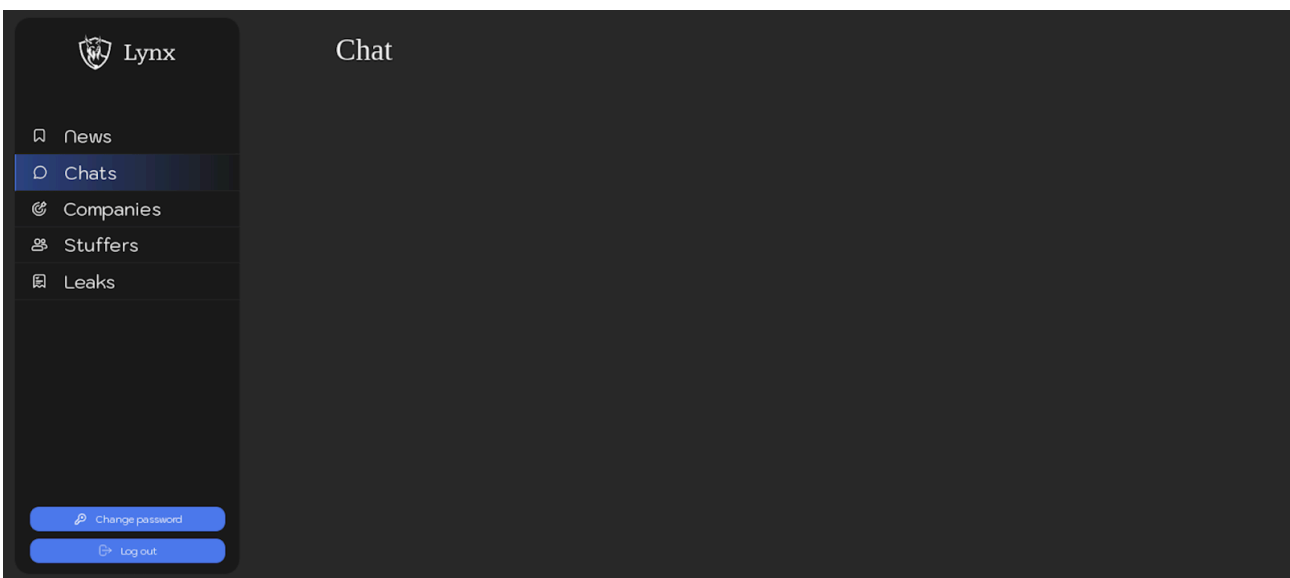 Lynx
Chat
News
Chats
Companies
Stuffers
Leaks
Change password
Log out